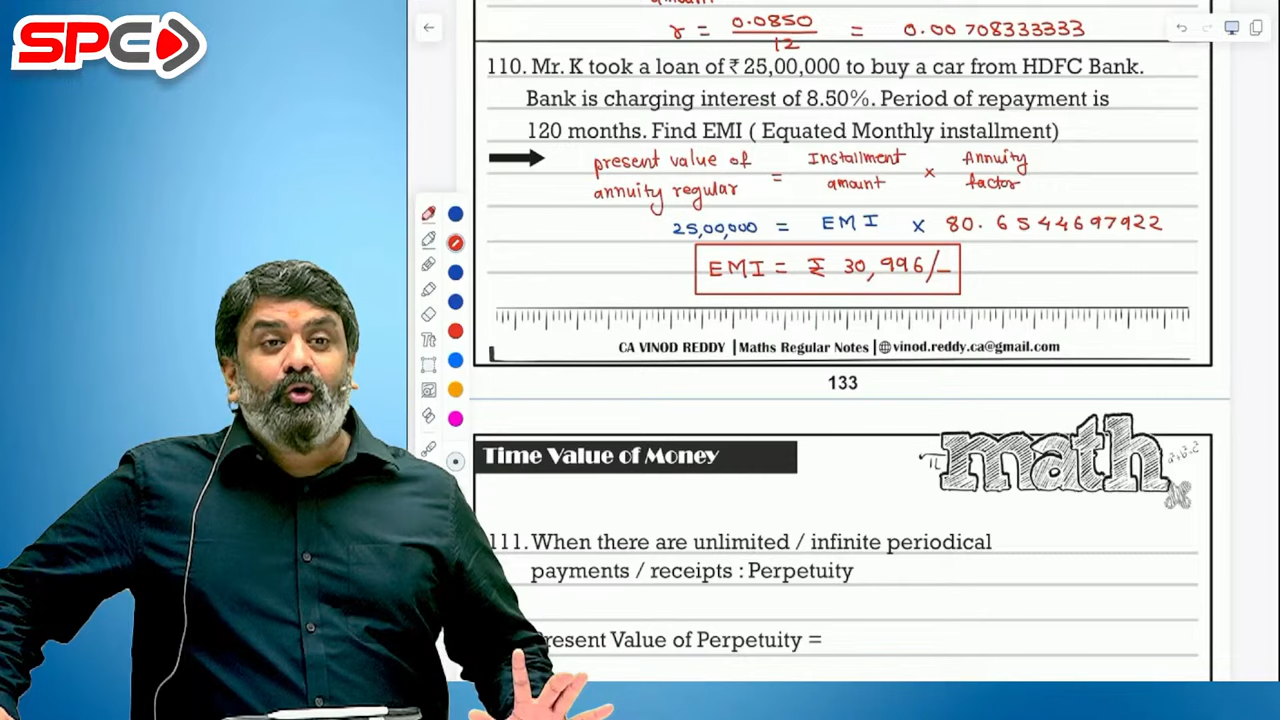 SPC
r = 0.0850 / 12 = 0.00708333333
110. Mr. K took a loan of ₹ 25,00,000 to buy a car from HDFC Bank.
Bank is charging interest of 8.50%. Period of repayment is
120 months. Find EMI ( Equated Monthly installment)
present value of annuity regular = Installment amount × Annuity factor
25,00,000 = EMI × 80.6544697922
EMI = ₹ 30,996/-
CA VINOD REDDY | Maths Regular Notes | vinod.reddy.ca@gmail.com
133
Time Value of Money
math
111. When there are unlimited / infinite periodical
payments / receipts : Perpetuity
Present Value of Perpetuity =